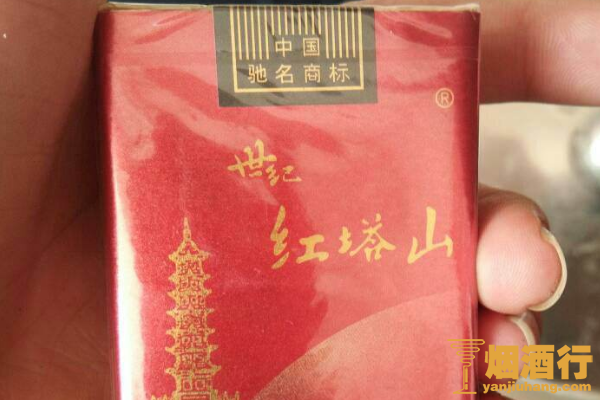 中国
驰名商标
®
世纪
红塔山
烟酒行
yanjiuhang.com